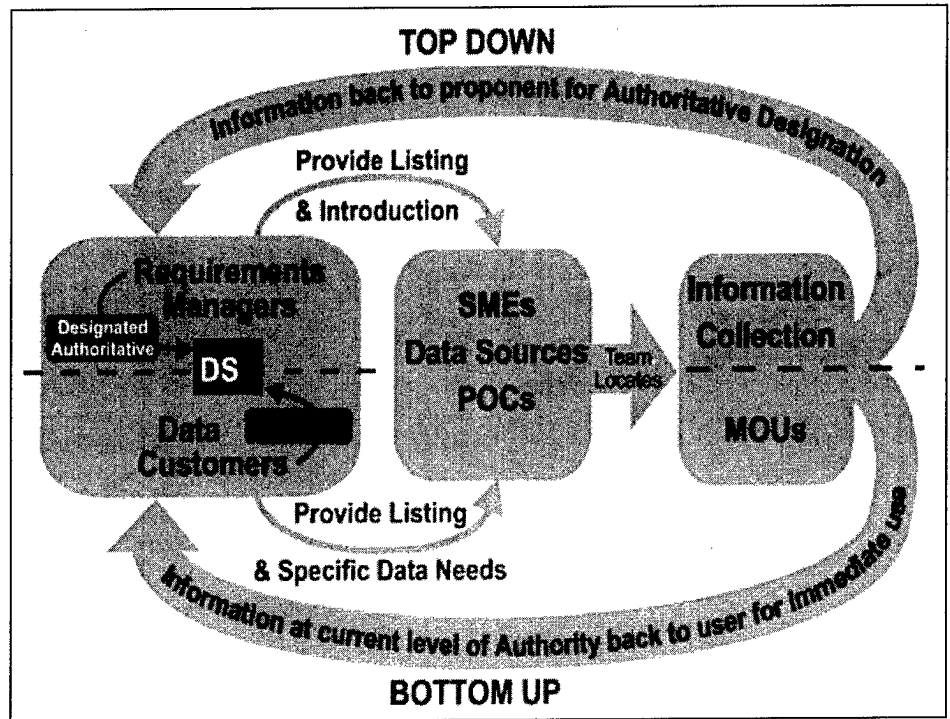 TOP DOWN
Information back to proponent for Authoritative Designation
Provide Listing
& Introduction
Requirements
Managers
Designated
Authoritative
DS
Data
Customers
SMEs
Data Sources
POCs
Team
Locates
Information
Collection
MOUs
Provide Listing
& Specific Data Needs
Information at current level of Authority back to user for immediate use
BOTTOM UP